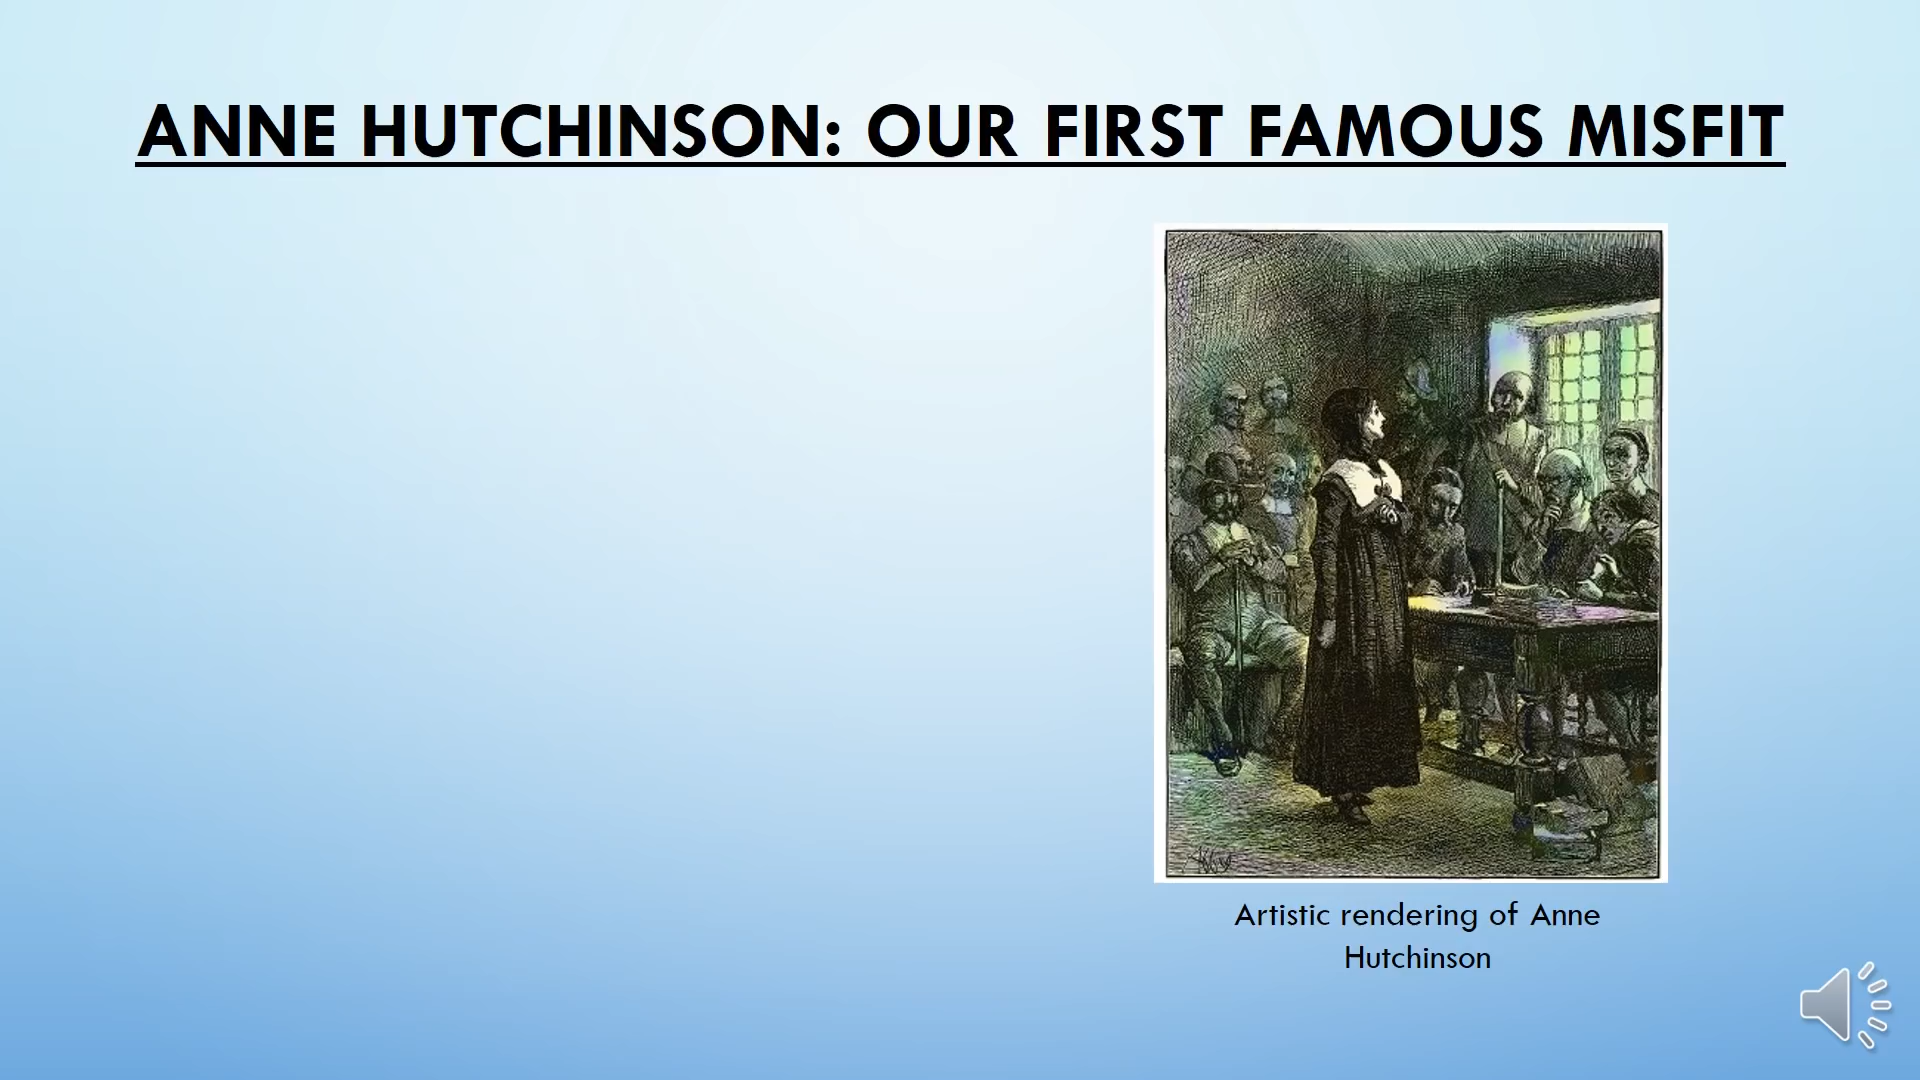 ANNE HUTCHINSON: OUR FIRST FAMOUS MISFIT
Artistic rendering of Anne
Hutchinson